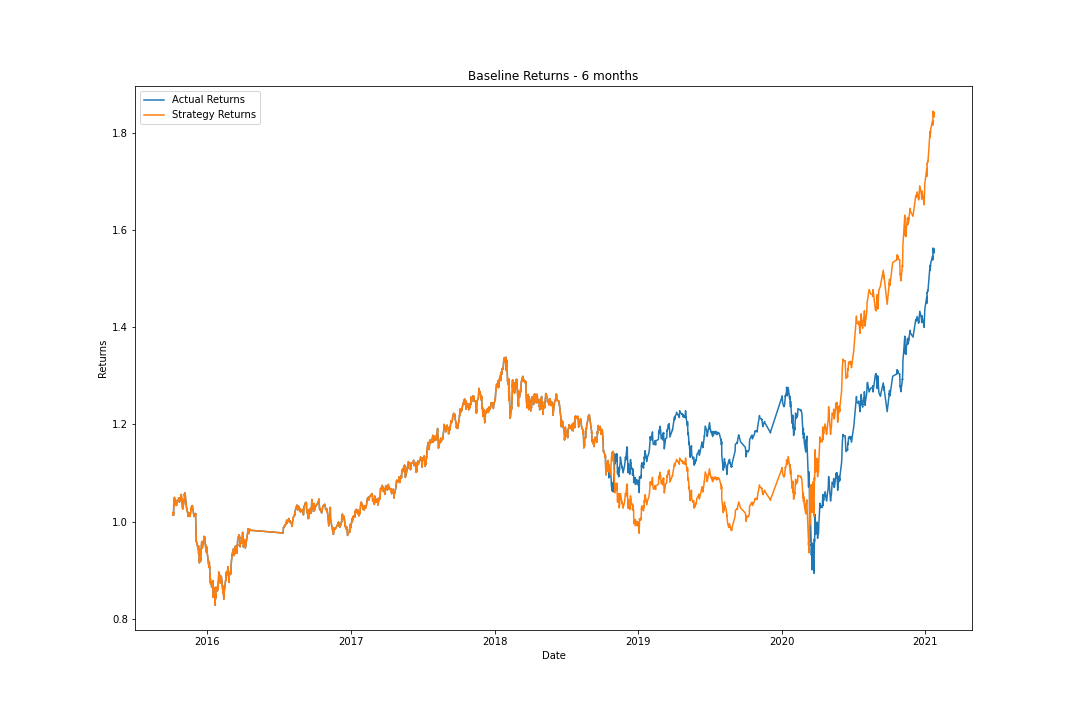 Baseline Returns - 6 months
Actual Returns
Strategy Returns
1.8
1.6
1.4
1.2
1.0
0.8
Returns
2016 2017 2018 2019 2020 2021
Date